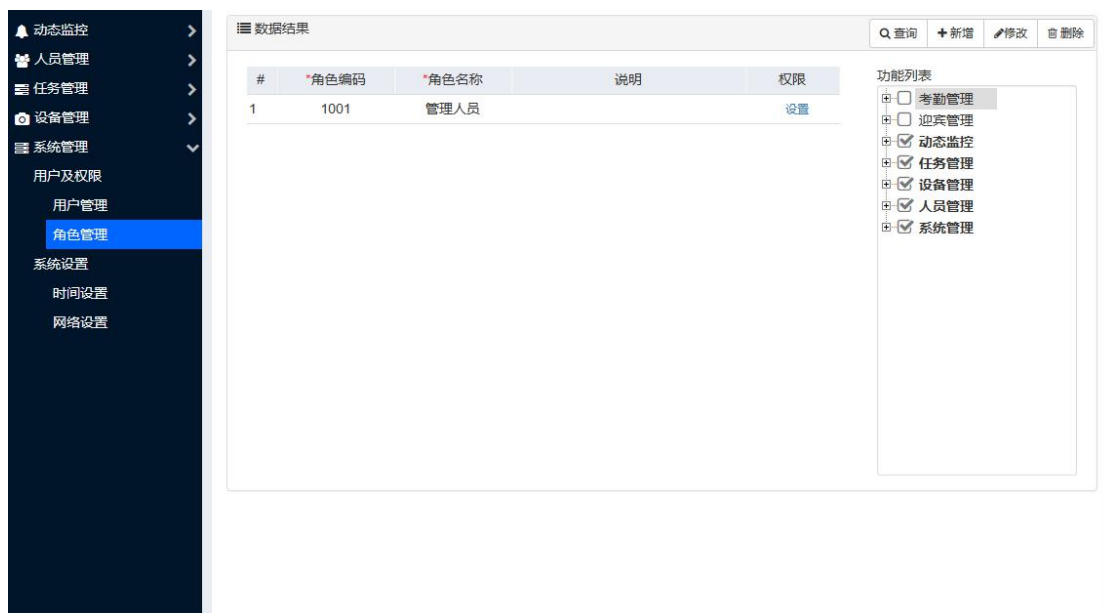 动态监控
人员管理
任务管理
设备管理
系统管理
用户及权限
用户管理
角色管理
系统设置
时间设置
网络设置
数据结果
查询 新增 修改 删除
# *角色编码 *角色名称 说明 权限
1 1001 管理人员 设置
功能列表
考勤管理
迎宾管理
动态监控
任务管理
设备管理
人员管理
系统管理